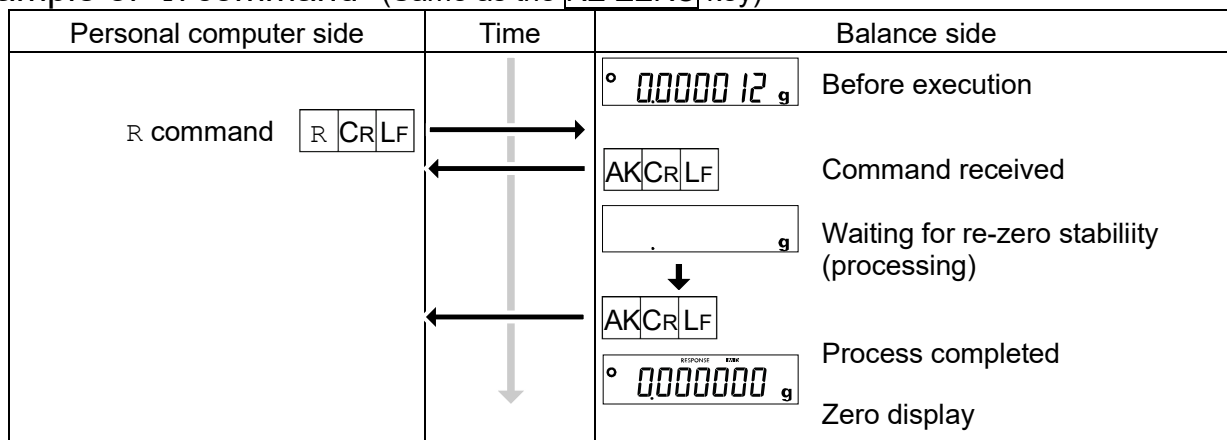 Personal computer side Time Balance side
0.000012 g Before execution
R command R CR LF
AK CR LF Command received
. g Waiting for re-zero stabiliity
(processing)
AK CR LF
Process completed
RESPONSE
0.000000 g
Zero display